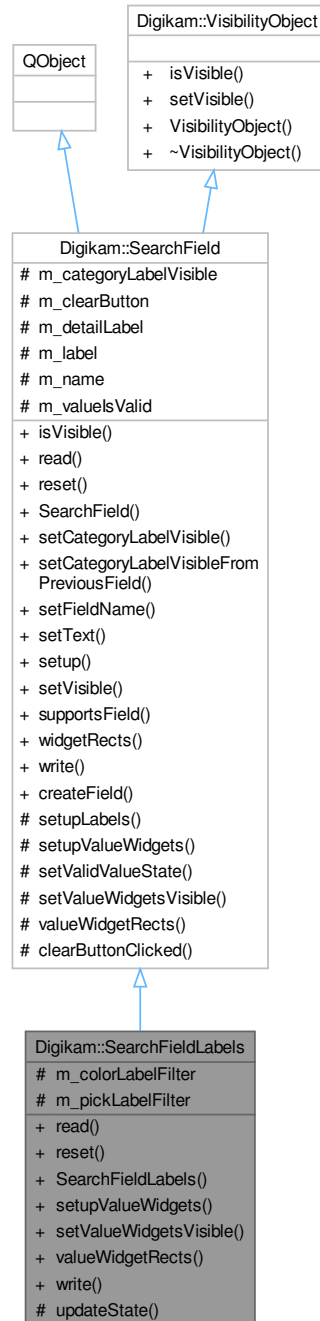 Digikam::VisibilityObject
+ isVisible()
+ setVisible()
+ VisibilityObject()
+ ~VisibilityObject()
QObject
Digikam::SearchField
# m_categoryLabelVisible
# m_clearButton
# m_detailLabel
# m_label
# m_name
# m_valueIsValid
+ isVisible()
+ read()
+ reset()
+ SearchField()
+ setCategoryLabelVisible()
+ setCategoryLabelVisibleFrom
PreviousField()
+ setFieldName()
+ setText()
+ setup()
+ setVisible()
+ supportsField()
+ widgetRects()
+ write()
+ createField()
# setupLabels()
# setupValueWidgets()
# setValidValueState()
# setValueWidgetsVisible()
# valueWidgetRects()
# clearButtonClicked()
Digikam::SearchFieldLabels
# m_colorLabelFilter
# m_pickLabelFilter
+ read()
+ reset()
+ SearchFieldLabels()
+ setupValueWidgets()
+ setValueWidgetsVisible()
+ valueWidgetRects()
+ write()
# updateState()